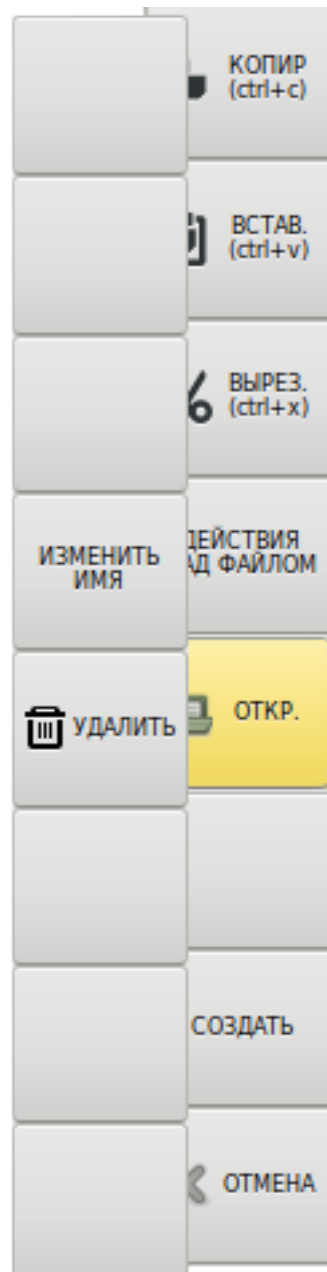 КОПИР
(ctrl+c)
ВСТАВ.
(ctrl+v)
ВЫРЕЗ.
(ctrl+x)
ИЗМЕНИТЬ
ИМЯ
ДЕЙСТВИЯ
АД ФАЙЛОМ
УДАЛИТЬ
ОТКР.
СОЗДАТЬ
ОТМЕНА